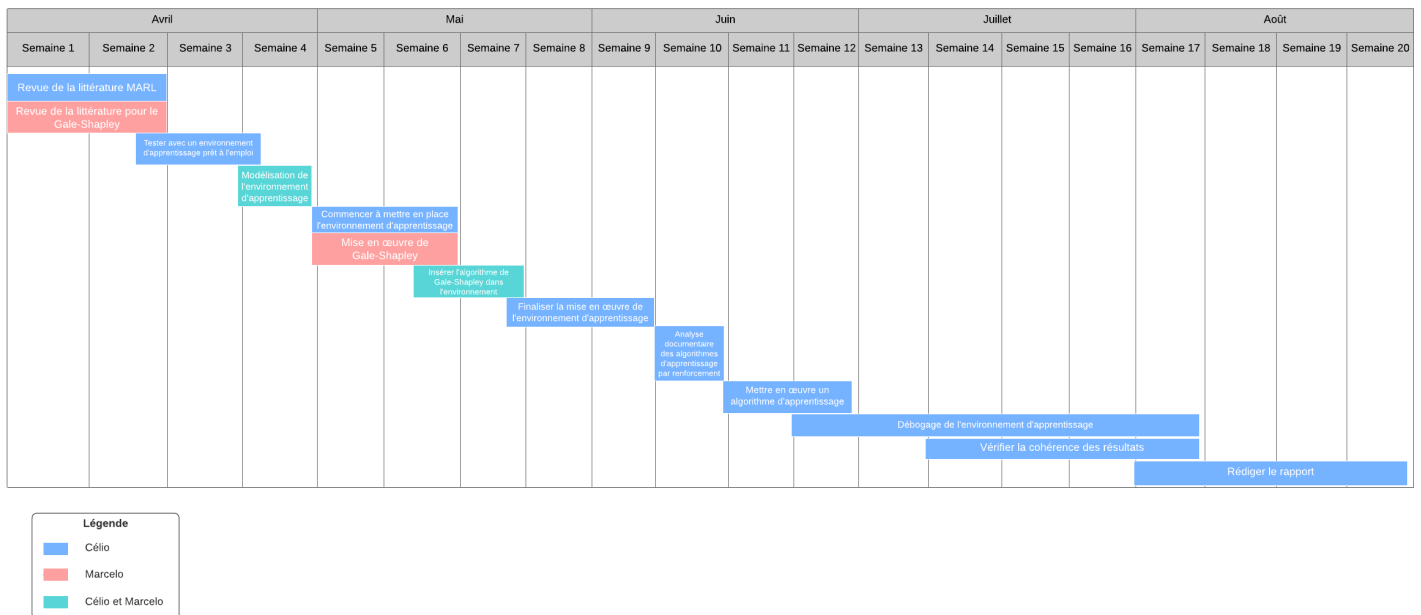 Avril
Mai
Juin
Juillet
Août
Semaine 1
Semaine 2
Semaine 3
Semaine 4
Semaine 5
Semaine 6
Semaine 7
Semaine 8
Semaine 9
Semaine 10
Semaine 11
Semaine 12
Semaine 13
Semaine 14
Semaine 15
Semaine 16
Semaine 17
Semaine 18
Semaine 19
Semaine 20
Revue de la littérature MARL
Revue de la littérature pour le
Gale-Shapley
Tester avec un environnement
d'apprentissage prêt à l'emploi
Modélisation de
l'environnement
d'apprentissage
Commencer à mettre en place
l'environnement d'apprentissage
Mise en œuvre de
Gale-Shapley
Insérer l'algorithme de
Gale-Shapley dans
l'environnement
Finaliser la mise en œuvre de
l'environnement d'apprentissage
Analyse
documentaire
des algorithmes
d'apprentissage
par renforcement
Mettre en œuvre un
algorithme d'apprentissage
Débogage de l'environnement d'apprentissage
Vérifier la cohérence des résultats
Rédiger le rapport
Légende
Célio
Marcelo
Célio et Marcelo